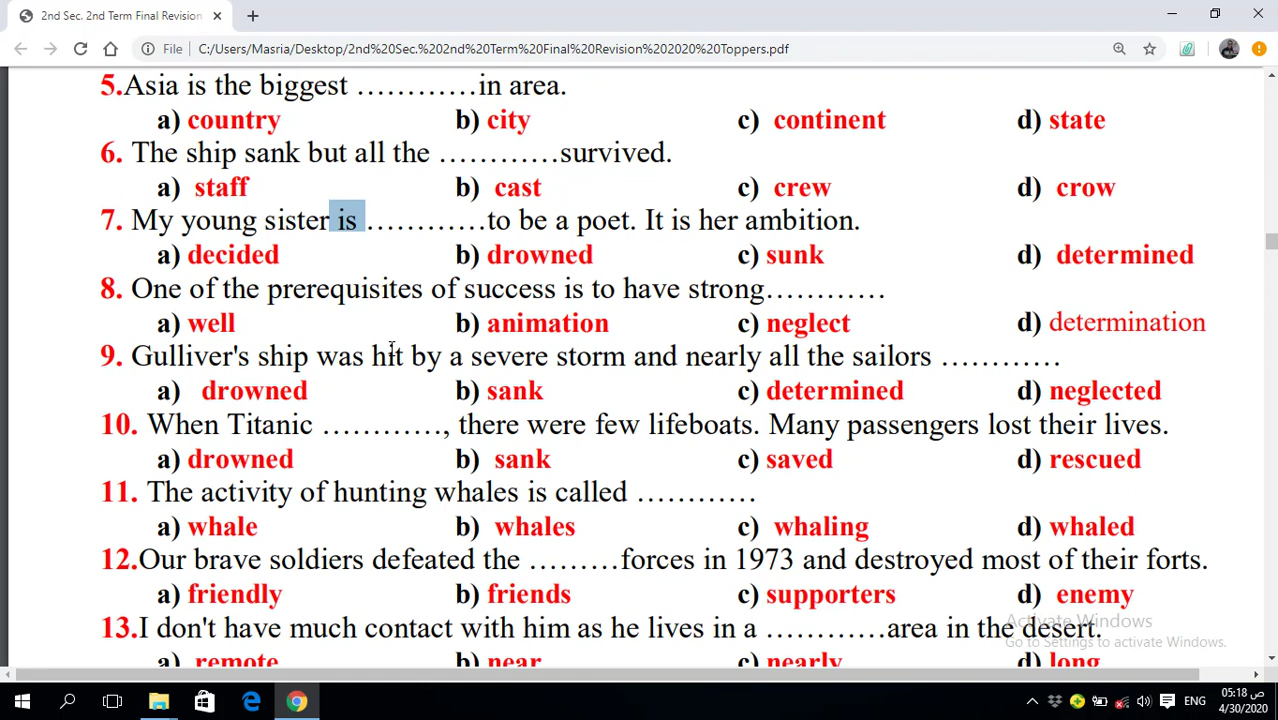 2nd Sec. 2nd Term Final Revision
File C:/Users/Masria/Desktop/2nd%20Sec.%202nd%20Term%20Final%20Revision%202020%20Toppers.pdf
5.Asia is the biggest …………in area.
a) country b) city c) continent d) state
6. The ship sank but all the …………survived.
a) staff b) cast c) crew d) crow
7. My young sister is …………to be a poet. It is her ambition.
a) decided b) drowned c) sunk d) determined
8. One of the prerequisites of success is to have strong…………
a) well b) animation c) neglect d) determination
9. Gulliver's ship was hit by a severe storm and nearly all the sailors …………
a) drowned b) sank c) determined d) neglected
10. When Titanic …………, there were few lifeboats. Many passengers lost their lives.
a) drowned b) sank c) saved d) rescued
11. The activity of hunting whales is called …………
a) whale b) whales c) whaling d) whaled
12.Our brave soldiers defeated the ………forces in 1973 and destroyed most of their forts.
a) friendly b) friends c) supporters d) enemy
Activate Windows
13.I don't have much contact with him as he lives in a …………area in the desert.
Go to Settings to activate Windows.
a) remote b) near c) nearly d) long
ENG 05:18 ص
4/30/2020